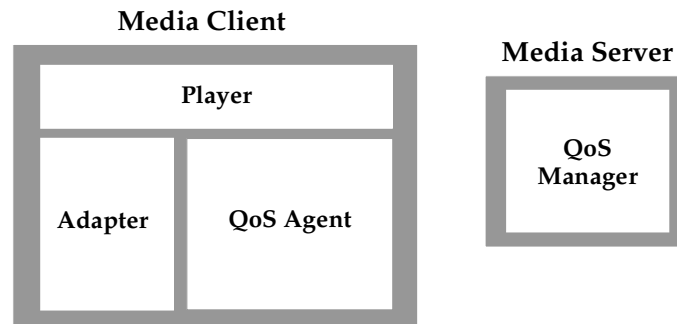 Media Client
Media Server
Player
QoS
Manager
Adapter
QoS Agent